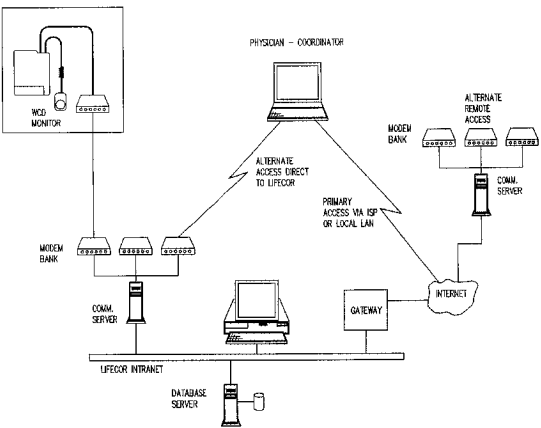 PHYSICIAN - COORDINATOR
WCD
MONITOR
ALTERNATE
REMOTE
ACCESS
MODEM
BANK
COMM.
SERVER
ALTERNATE
ACCESS DIRECT
TO LIFECOR
PRIMARY
ACCESS VIA ISP
OR LOCAL LAN
MODEM
BANK
COMM.
SERVER
GATEWAY
INTERNET
LIFECOR INTRANET
DATABASE
SERVER